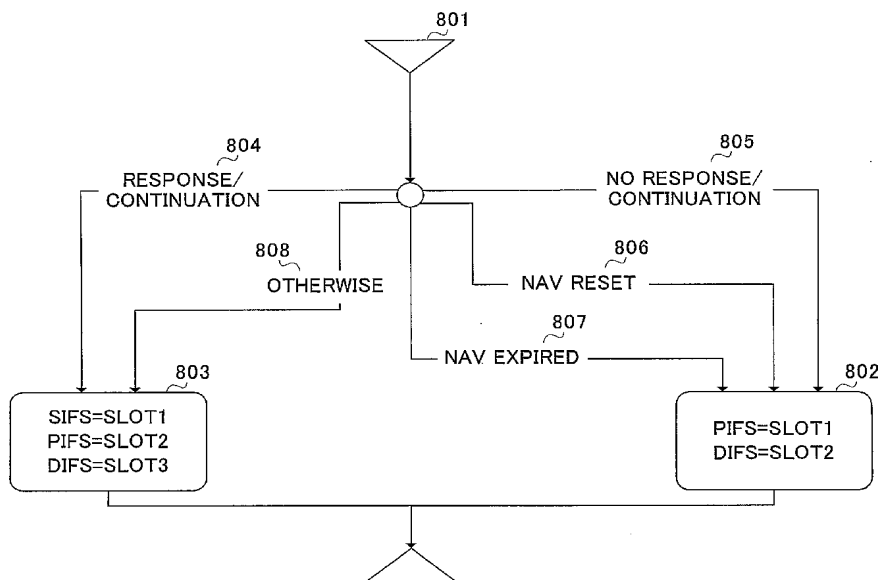 801
804
RESPONSE/
CONTINUATION
805
NO RESPONSE/
CONTINUATION
808
OTHERWISE
806
NAV RESET
807
NAV EXPIRED
803
SIFS=SLOT1
PIFS=SLOT2
DIFS=SLOT3
802
PIFS=SLOT1
DIFS=SLOT2